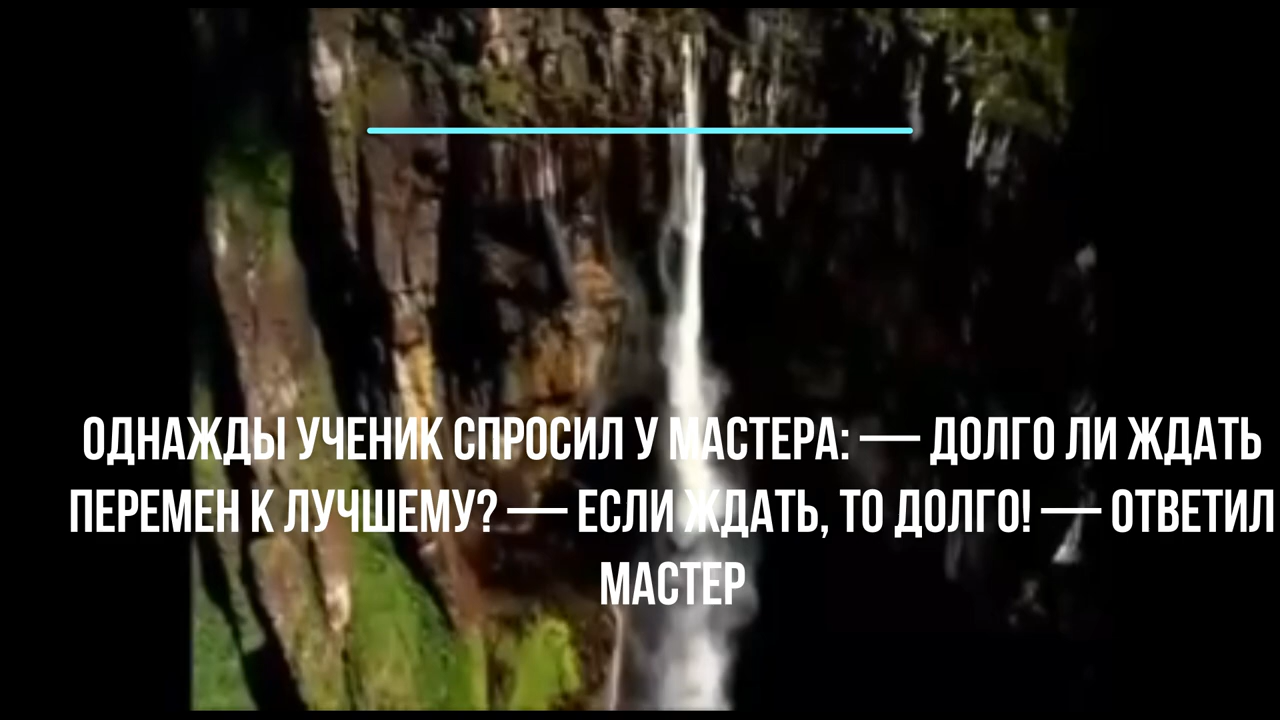 ОДНАЖДЫ УЧЕНИК СПРОСИЛ У МАСТЕРА: — ДОЛГО ЛИ ЖДАТЬ
ПЕРЕМЕН К ЛУЧШЕМУ? — ЕСЛИ ЖДАТЬ, ТО ДОЛГО! — ОТВЕТИЛ
МАСТЕР